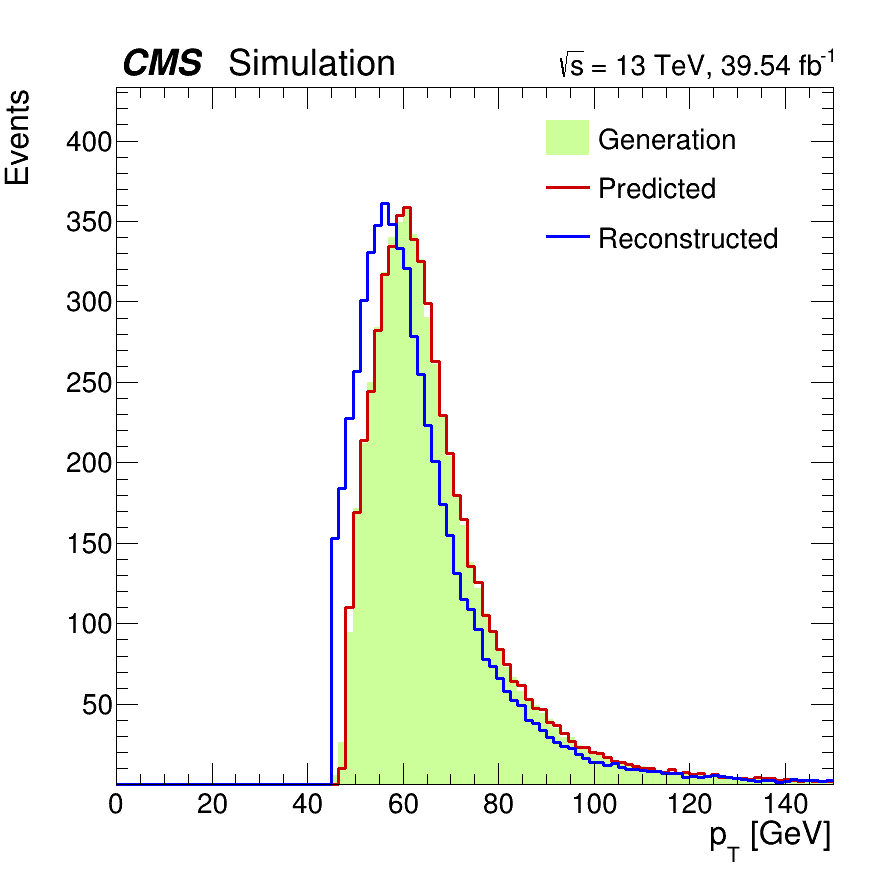 CMS Simulation √s = 13 TeV, 39.54 fb⁻¹
Events
400
350
300
250
200
150
100
50
Generation
Predicted
Reconstructed
0 20 40 60 80 100 120 140
p_T [GeV]